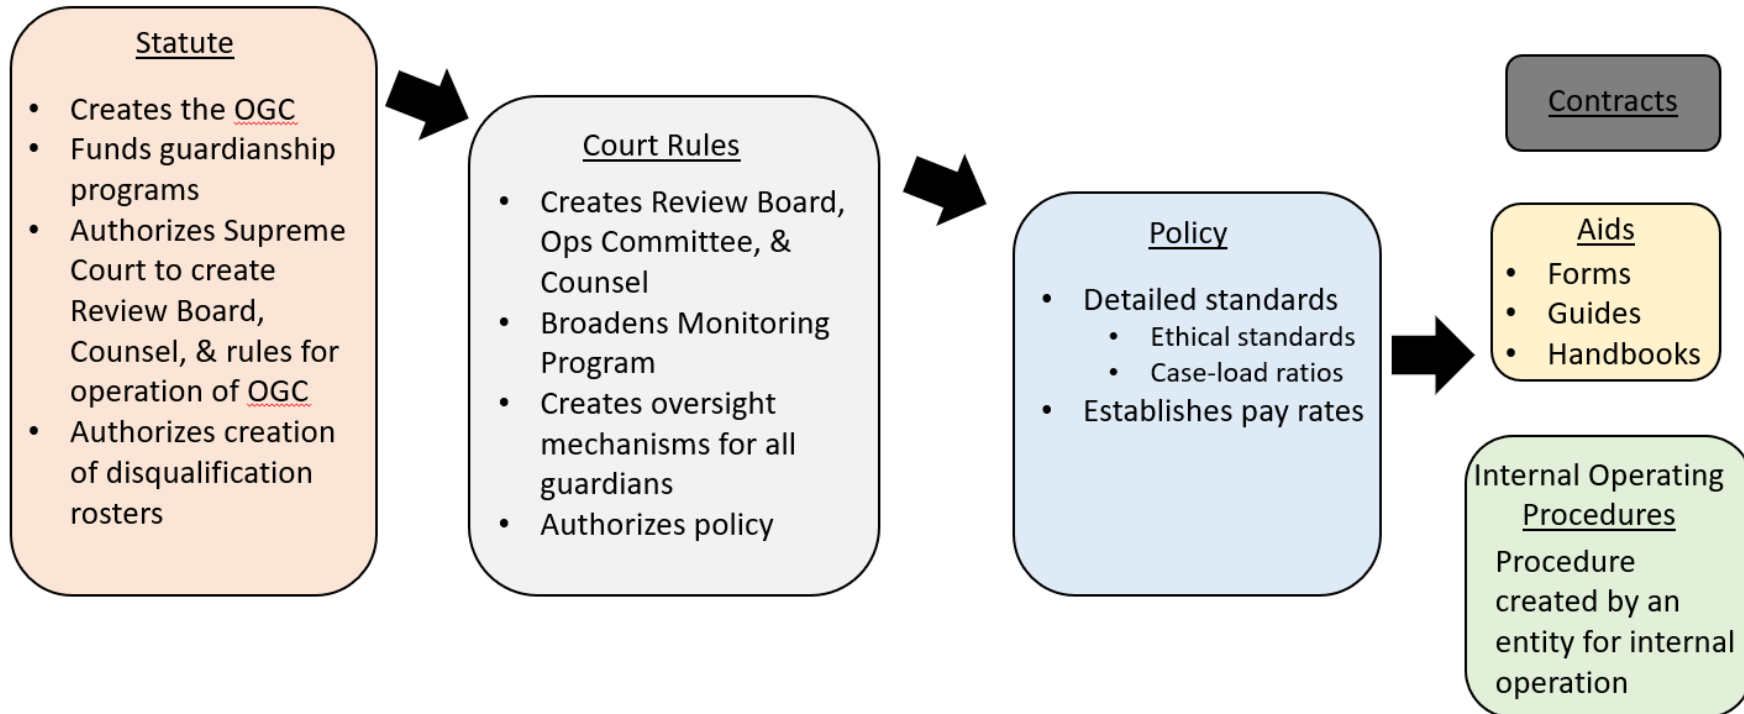 Statute
• Creates the OGC
• Funds guardianship
programs
• Authorizes Supreme
Court to create
Review Board,
Counsel, & rules for
operation of OGC
• Authorizes creation
of disqualification
rosters
Court Rules
• Creates Review Board,
Ops Committee, &
Counsel
• Broadens Monitoring
Program
• Creates oversight
mechanisms for all
guardians
• Authorizes policy
Policy
• Detailed standards
• Ethical standards
• Case-load ratios
• Establishes pay rates
Contracts
Aids
• Forms
• Guides
• Handbooks
Internal Operating
Procedures
Procedure
created by an
entity for internal
operation